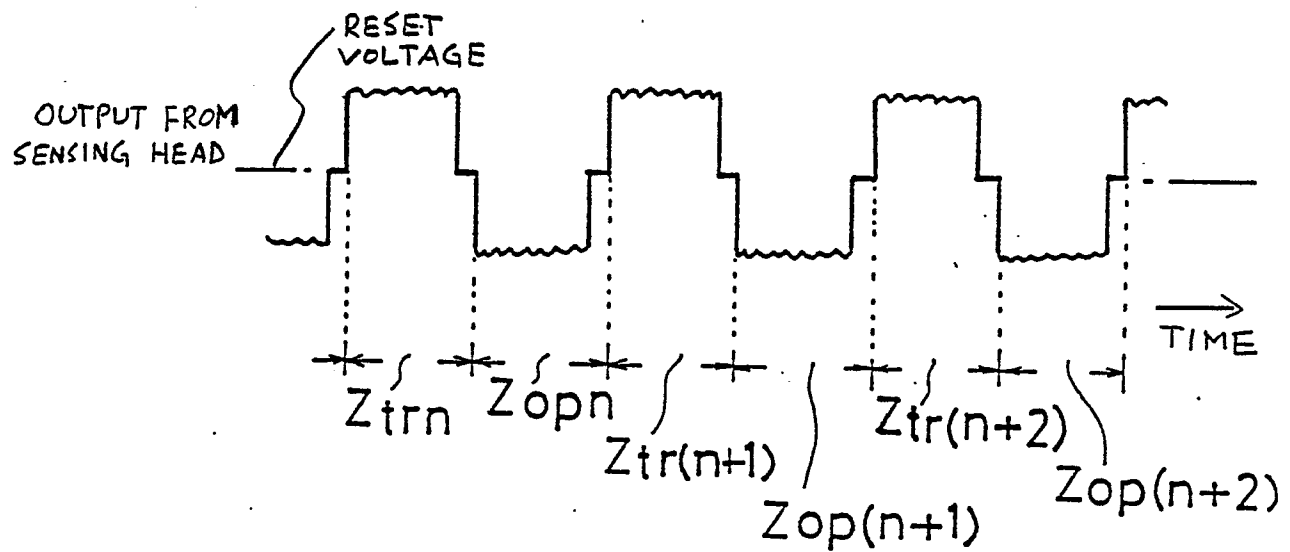 RESET
VOLTAGE
OUTPUT FROM
SENSING HEAD
TIME
Ztrn
Zopn
Ztr(n+1)
Zop(n+1)
Ztr(n+2)
Zop(n+2)